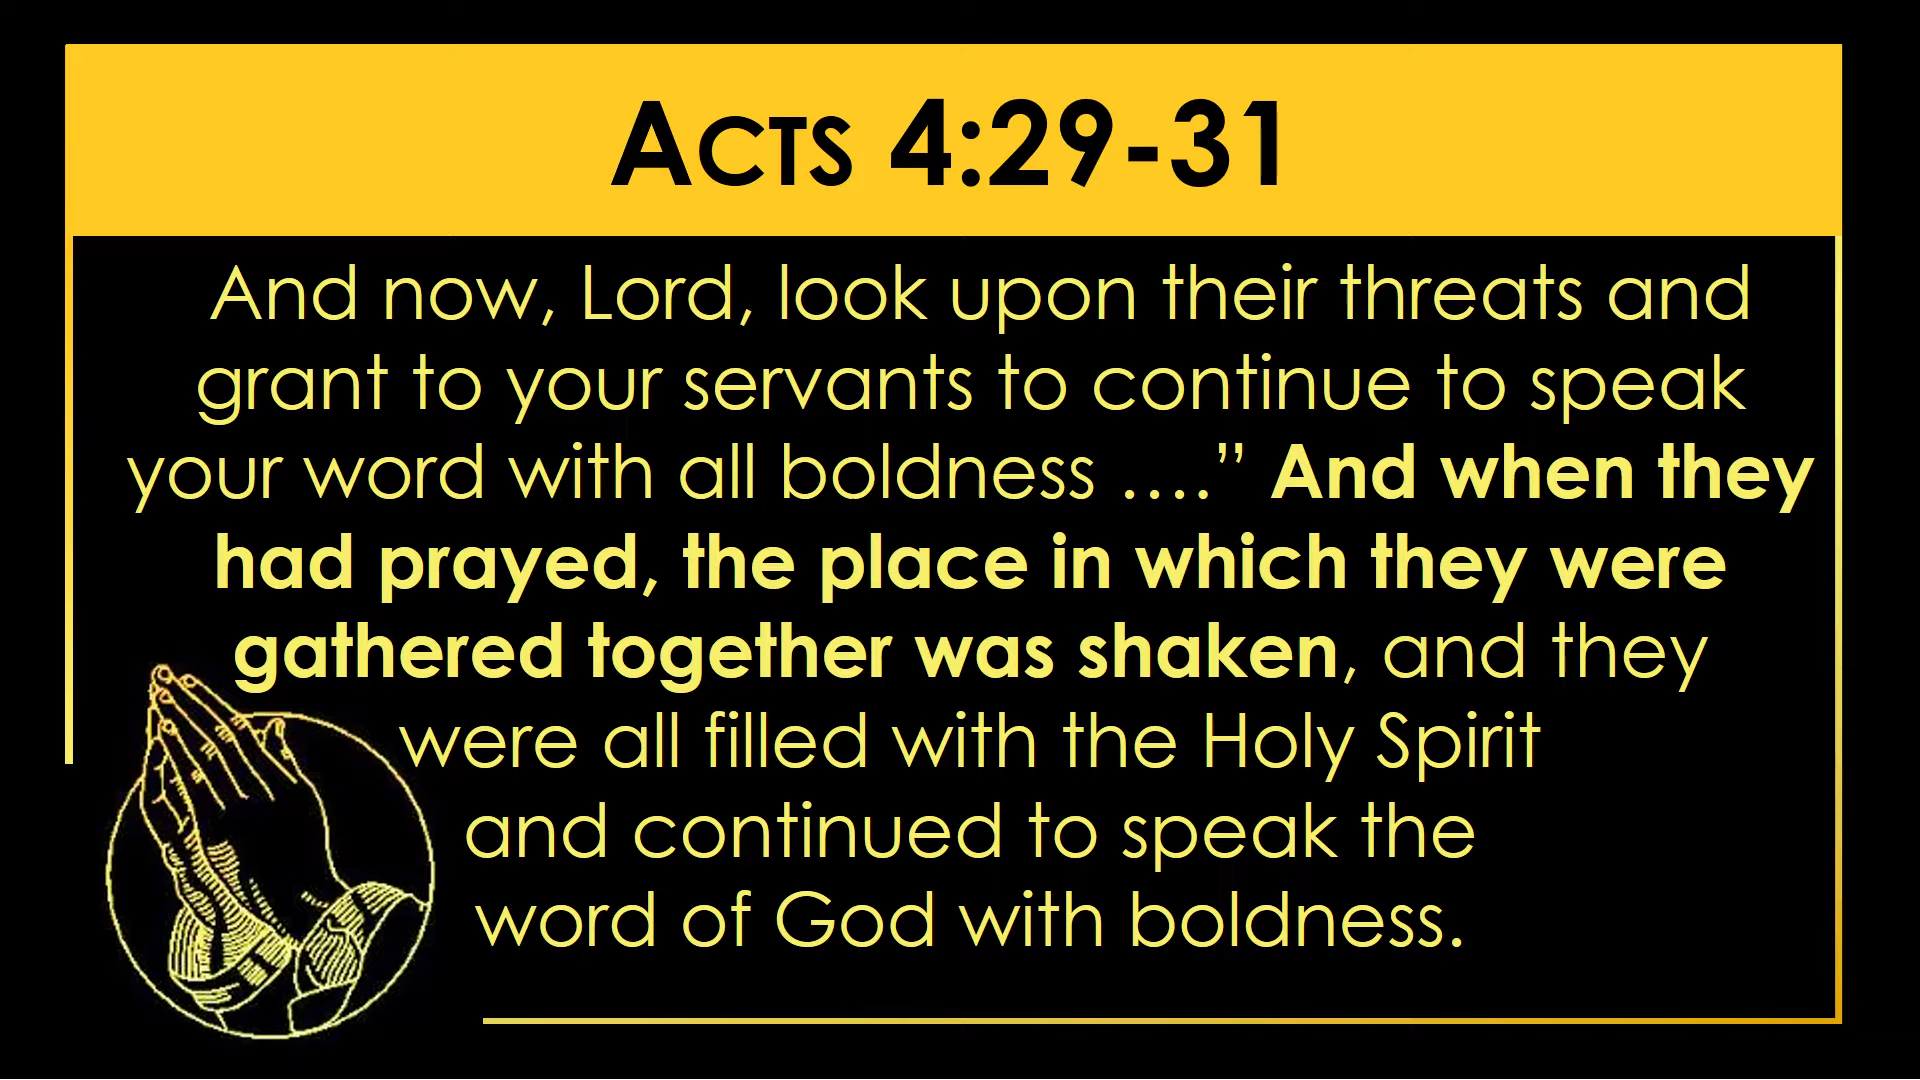 Acts 4:29-31
And now, Lord, look upon their threats and
grant to your servants to continue to speak
your word with all boldness ….” And when they
had prayed, the place in which they were
gathered together was shaken, and they
were all filled with the Holy Spirit
and continued to speak the
word of God with boldness.